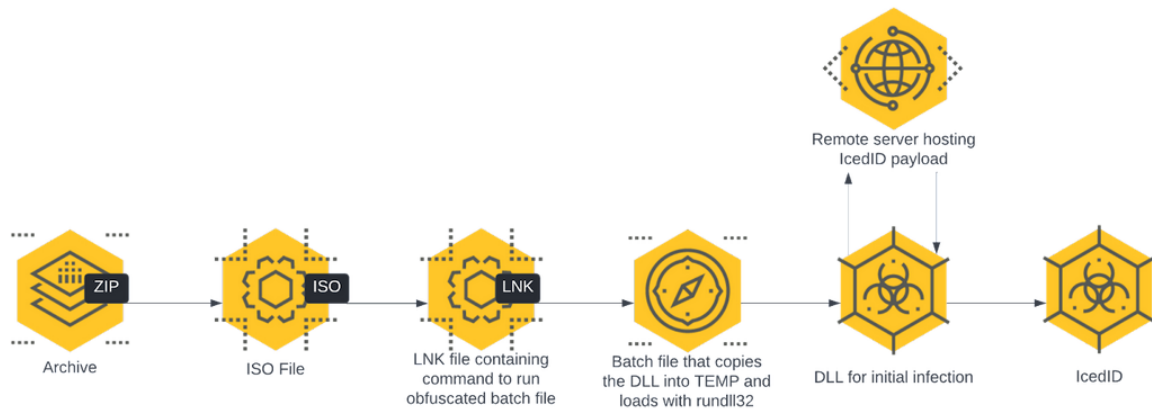 Remote server hosting
IcedID payload
ZIP
ISO
LNK
Archive
ISO File
LNK file containing
command to run
obfuscated batch file
Batch file that copies
the DLL into TEMP and
loads with rundll32
DLL for initial infection
IcedID